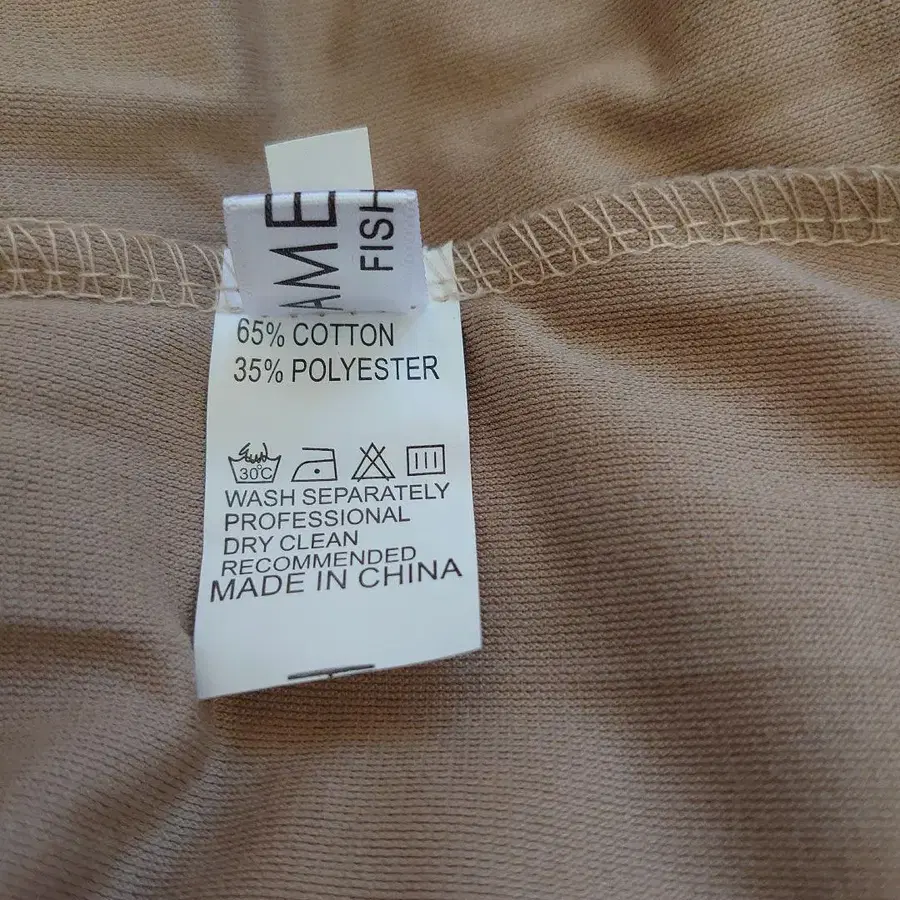 AME
FISH
65% COTTON
35% POLYESTER
30°C
WASH SEPARATELY
PROFESSIONAL
DRY CLEAN
RECOMMENDED
MADE IN CHINA